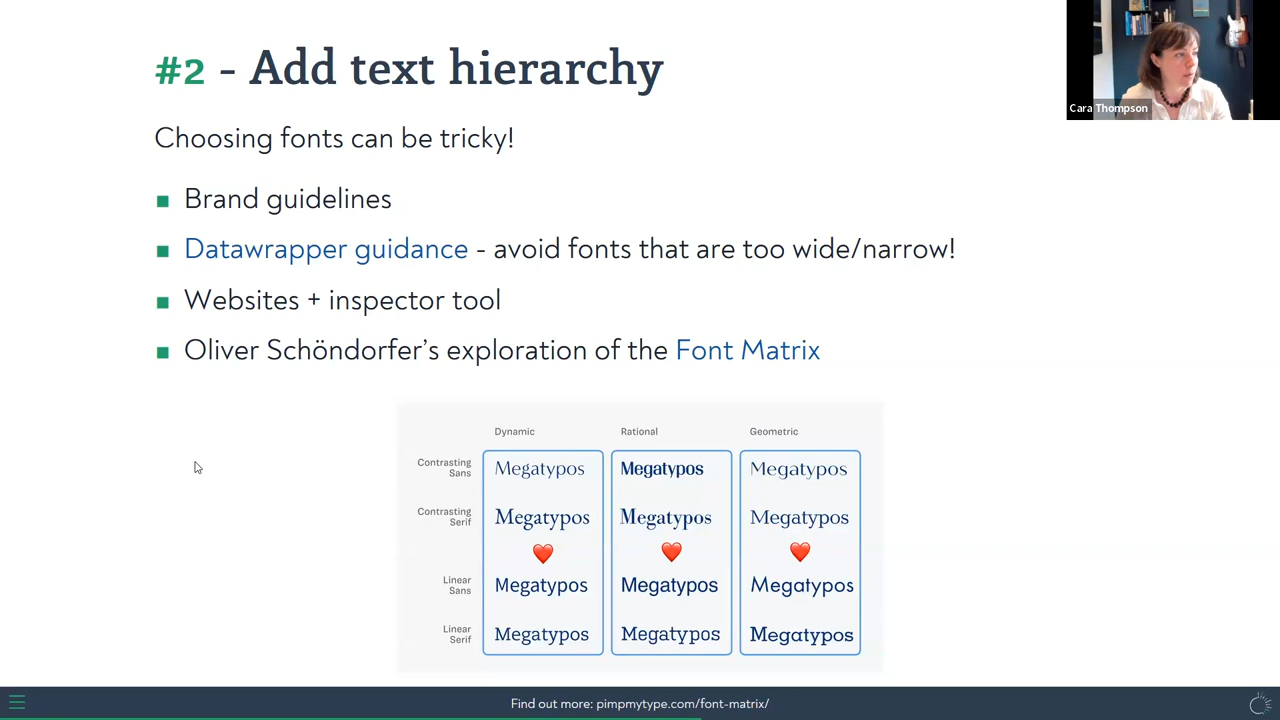 #2 - Add text hierarchy
Cara Thompson
Choosing fonts can be tricky!
Brand guidelines
Datawrapper guidance - avoid fonts that are too wide/narrow!
Websites + inspector tool
Oliver Schöndorfer’s exploration of the Font Matrix
Dynamic Rational Geometric
Contrasting
Sans
Megatypos Megatypos Megatypos
Contrasting
Serif
Megatypos Megatypos Megatypos
Linear
Sans
Megatypos Megatypos Megatypos
Linear
Serif
Megatypos Megatypos Megatypos
Find out more: pimpmytype.com/font-matrix/